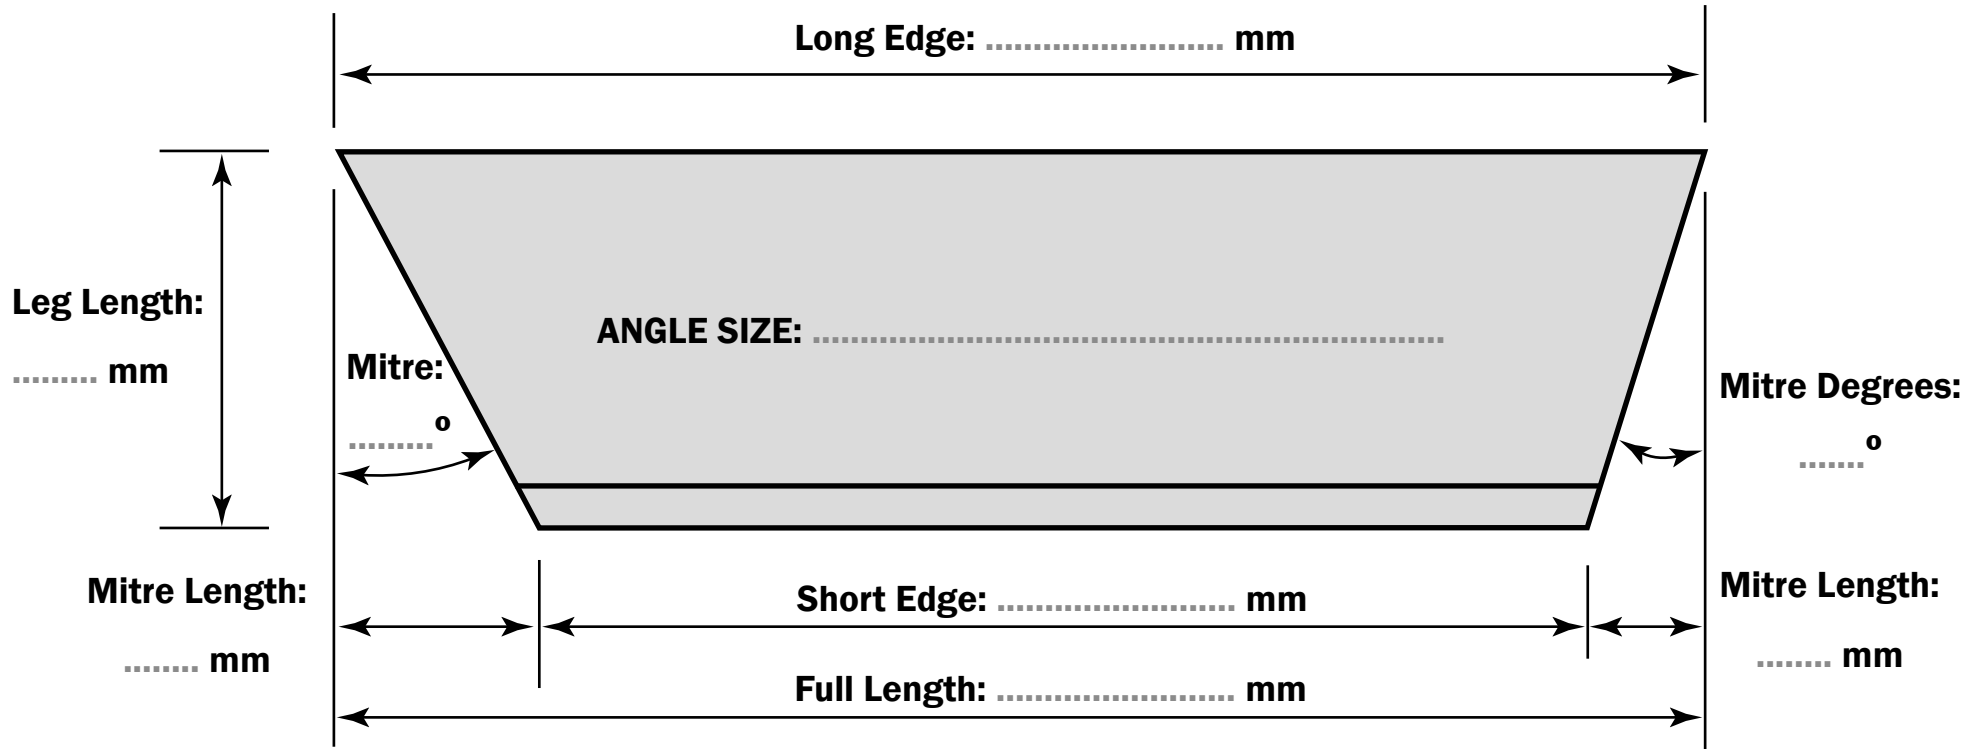 Long Edge: ........................ mm
Leg Length:
......... mm
ANGLE SIZE: ..................................................................
Mitre:
.........º
Mitre Degrees:
.......º
Mitre Length:
........ mm
Short Edge: ......................... mm
Mitre Length:
........ mm
Full Length: ......................... mm